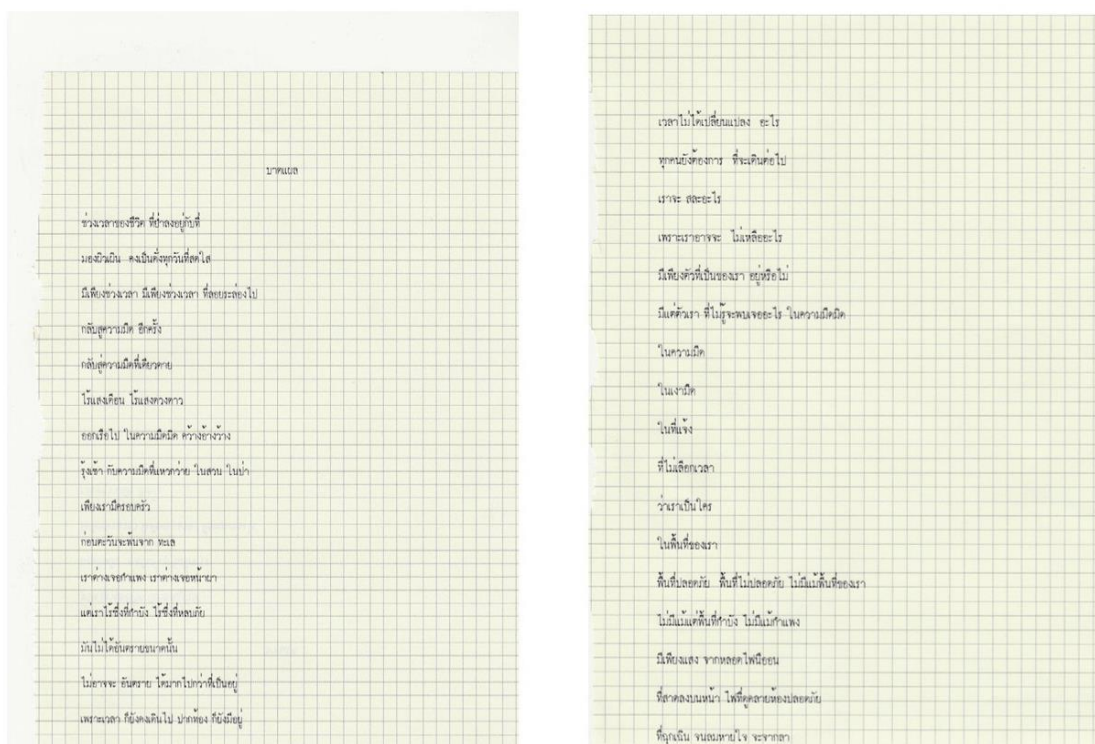 บาดแผล
ช่วงเวลาของชีวิต ที่ย่ำลงอยู่กับที่
มองผิวเผิน คงเป็นดั่งทุกวันที่สดใส
มีเพียงช่วงเวลา มีเพียงช่วงเวลา ที่ลอยระล่องไป
กลับสู่ความมืด อีกครั้ง
กลับสู่ความมืดที่เดียวดาย
ไร้แสงเดือน ไร้แสงดวงดาว
ออกเรือไป ในความมืดมิด คว้างอ้างว้าง
รุ้งเช้า กับความมืดที่แหวกว่าย ในสวน ในป่า
เพียงเรามีครอบครัว
ก่อนตะวันจะพ้นจาก ทะเล
เราต่างเจอกำแพง เราต่างเจอหน้าผา
แต่เราไร้ซึ่งที่กำบัง ไร้ซึ่งที่หลบภัย
มันไม่ได้อันตรายขนาดนั้น
ไม่อาจจะ อันตราย ได้มากไปกว่าที่เป็นอยู่
เพราะเวลา ก็ยังคงเดินไป ปากท้อง ก็ยังมีอยู่
เวลาไม่ได้เปลี่ยนแปลง อะไร
ทุกคนยังต้องการ ที่จะเดินต่อไป
เราจะ สละอะไร
เพราะเราอาจจะ ไม่เหลืออะไร
มีเพียงตัวที่เป็นของเรา อยู่หรือไม่
มีแต่ตัวเรา ที่ไม่รู้จะพบเจออะไร ในความมืดมิด
ในความมืด
ในเงามืด
ในที่แจ้ง
ที่ไม่เลือกเวลา
ว่าเราเป็นใคร
ในพื้นที่ของเรา
พื้นที่ปลอดภัย พื้นที่ไม่ปลอดภัย ไม่มีแม้พื้นที่ของเรา
ไม่มีแม้แต่พื้นที่กำบัง ไม่มีแม้กำแพง
มีเพียงแสง จากหลอดไฟนีออน
ที่สาดลงบนหน้า ไฟที่ดูคลายห้องปลอดภัย
ที่ฉุกเฉิน จนลมหายใจ จะจากลา